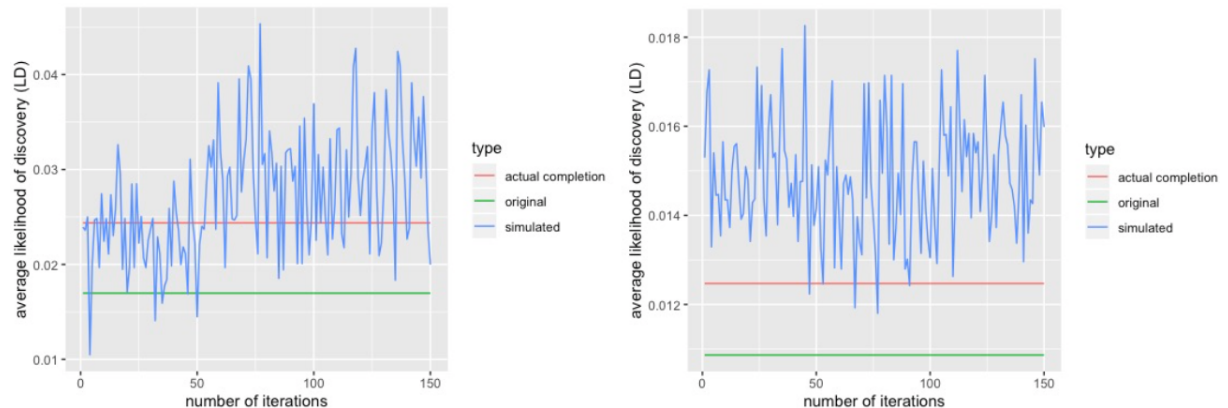 average likelihood of discovery (LD)
0.04
0.03
0.02
0.01
0
50
100
150
number of iterations
type
actual completion
original
simulated
average likelihood of discovery (LD)
0.018
0.016
0.014
0.012
0
50
100
150
number of iterations
type
actual completion
original
simulated